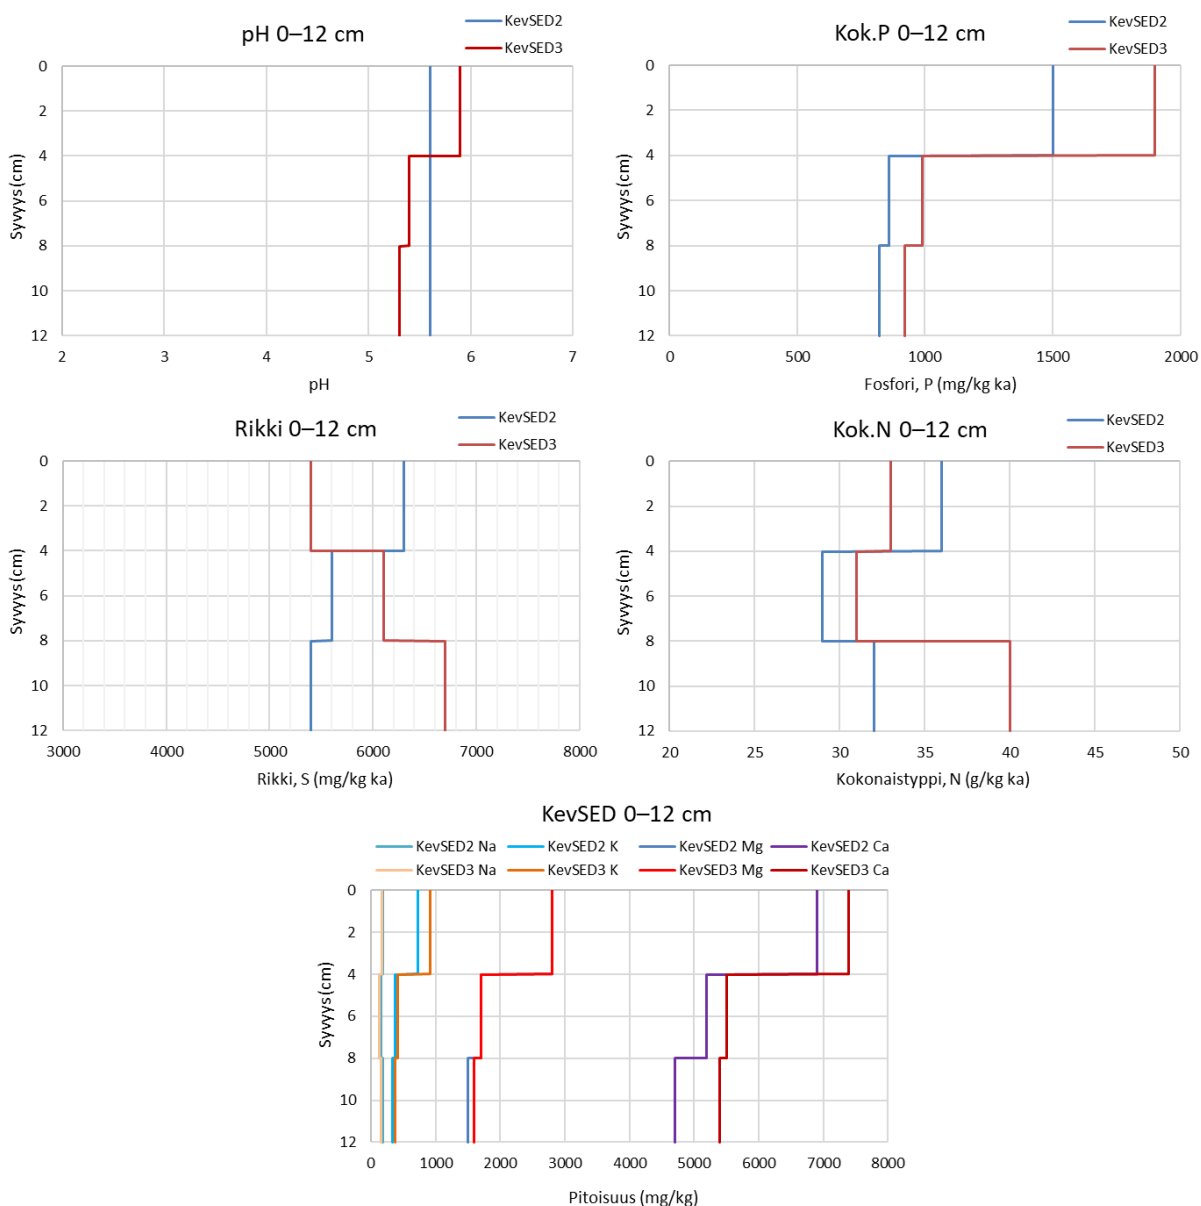 pH 0–12 cm
KevSED2
KevSED3
0
2
4
6
8
10
12
Syvyys (cm)
2 3 4 5 6 7
pH
Kok.P 0–12 cm
KevSED2
KevSED3
0
2
4
6
8
10
12
Syvyys (cm)
0 500 1000 1500 2000
Fosfori, P (mg/kg ka)
Rikki 0–12 cm
KevSED2
KevSED3
0
2
4
6
8
10
12
Syvyys (cm)
3000 4000 5000 6000 7000 8000
Rikki, S (mg/kg ka)
Kok.N 0–12 cm
KevSED2
KevSED3
0
2
4
6
8
10
12
Syvyys (cm)
20 25 30 35 40 45 50
Kokonaistyppi, N (g/kg ka)
KevSED 0–12 cm
KevSED2 Na KevSED2 K KevSED2 Mg KevSED2 Ca
KevSED3 Na KevSED3 K KevSED3 Mg KevSED3 Ca
0
2
4
6
8
10
12
Syvyys (cm)
0 1000 2000 3000 4000 5000 6000 7000 8000
Pitoisuus (mg/kg)